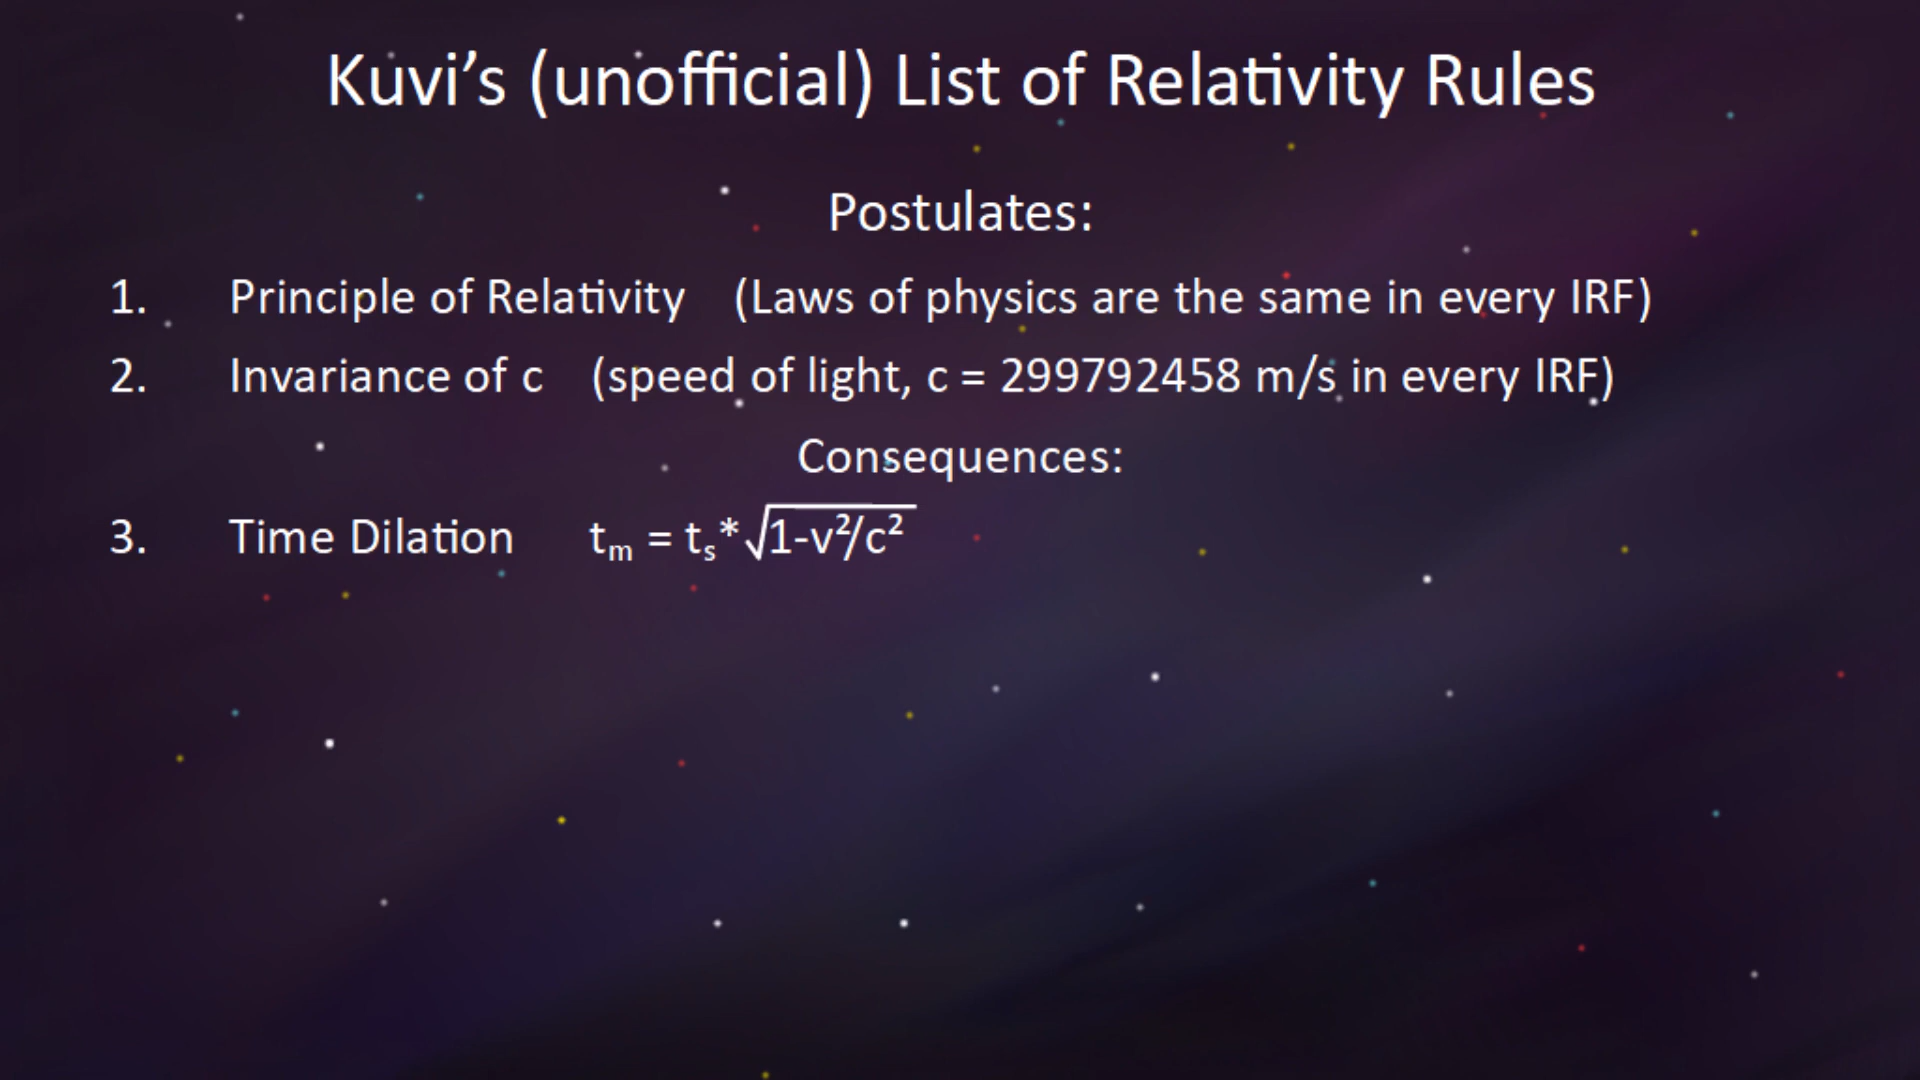 Kuvi’s (unofficial) List of Relativity Rules
Postulates:
1. Principle of Relativity (Laws of physics are the same in every IRF)
2. Invariance of c (speed of light, c = 299792458 m/s in every IRF)
Consequences:
3. Time Dilation tₘ = tₛ*√1-v²/c²